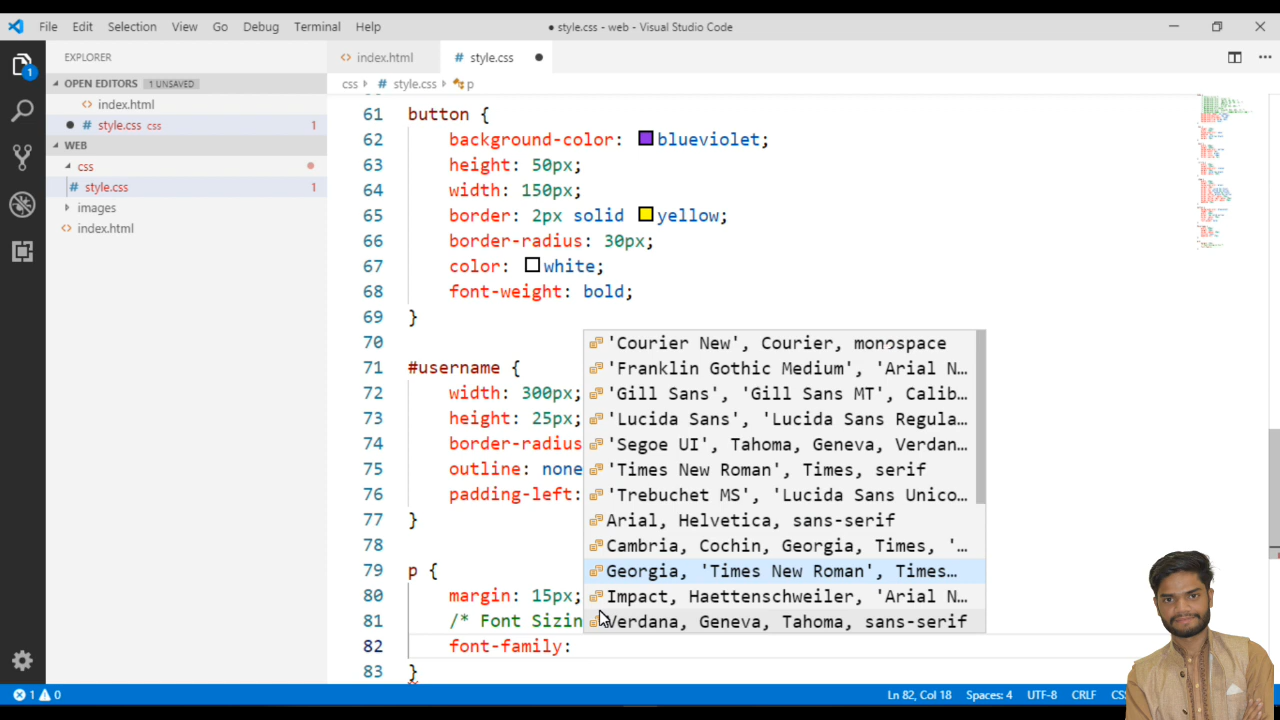 File Edit Selection View Go Debug Terminal Help
● style.css - web - Visual Studio Code
EXPLORER
OPEN EDITORS 1 UNSAVED
<> index.html
● # style.css css 1
WEB
css
# style.css 1
images
<> index.html
1
<> index.html
# style.css ●
css # style.css p
61 button {
62 background-color: blueviolet;
63 height: 50px;
64 width: 150px;
65 border: 2px solid yellow;
66 border-radius: 30px;
67 color: white;
68 font-weight: bold;
69 }
70
71 #username {
72 width: 300px;
73 height: 25px;
74 border-radius
75 outline: none
76 padding-left:
77 }
78
79 p {
80 margin: 15px;
81 /* Font Sizin
82 font-family:
83 }
'Courier New', Courier, monospace
'Franklin Gothic Medium', 'Arial N…
'Gill Sans', 'Gill Sans MT', Calib…
'Lucida Sans', 'Lucida Sans Regula…
'Segoe UI', Tahoma, Geneva, Verdan…
'Times New Roman', Times, serif
'Trebuchet MS', 'Lucida Sans Unico…
Arial, Helvetica, sans-serif
Cambria, Cochin, Georgia, Times, '…
Georgia, 'Times New Roman', Times…
Impact, Haettenschweiler, 'Arial N…
Verdana, Geneva, Tahoma, sans-serif
1 0
Ln 82, Col 18 Spaces: 4 UTF-8 CRLF CSS